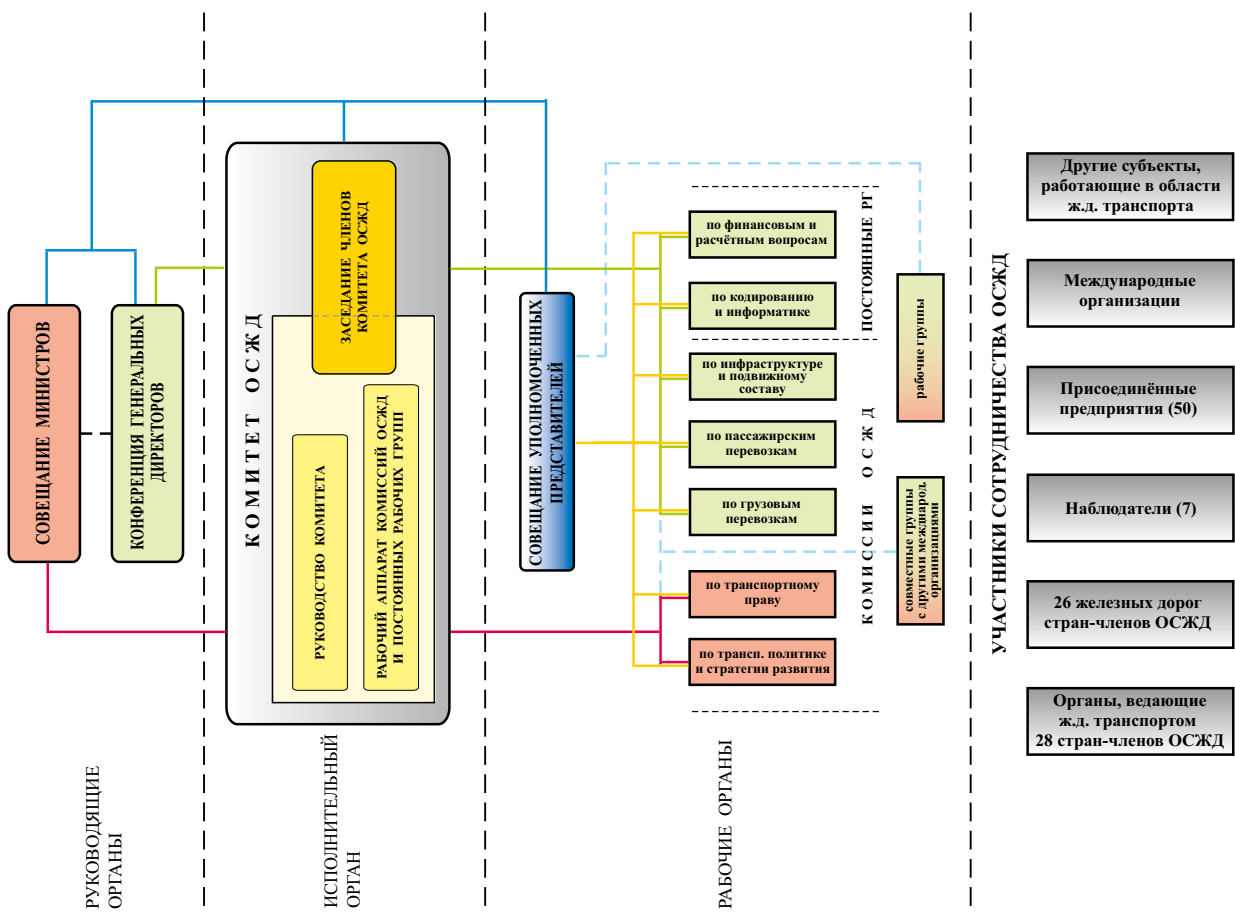 РУКОВОДЯЩИЕ
ОРГАНЫ
СОВЕЩАНИЕ МИНИСТРОВ
КОНФЕРЕНЦИЯ ГЕНЕРАЛЬНЫХ
ДИРЕКТОРОВ
ИСПОЛНИТЕЛЬНЫЙ
ОРГАН
КОМИТЕТ ОСЖД
РУКОВОДСТВО КОМИТЕТА
РАБОЧИЙ АППАРАТ КОМИССИЙ ОСЖД
И ПОСТОЯННЫХ РАБОЧИХ ГРУПП
ЗАСЕДАНИЕ ЧЛЕНОВ
КОМИТЕТА ОСЖД
РАБОЧИЕ ОРГАНЫ
СОВЕЩАНИЕ УПОЛНОМОЧЕННЫХ
ПРЕДСТАВИТЕЛЕЙ
по трансп. политике
и стратегии развития
по транспортному
праву
по грузовым
перевозкам
по пассажирским
перевозкам
по инфраструктуре
и подвижному
составу
по кодированию
и информатике
по финансовым и
расчётным вопросам
КОМИССИИ ОСЖД
ПОСТОЯННЫЕ РГ
совместные группы
с другими международ.
организациями
рабочие группы
УЧАСТНИКИ СОТРУДНИЧЕСТВА ОСЖД
Органы, ведающие
ж.д. транспортом
28 стран-членов ОСЖД
26 железных дорог
стран-членов ОСЖД
Наблюдатели (7)
Присоединённые
предприятия (50)
Международные
организации
Другие субъекты,
работающие в области
ж.д. транспорта